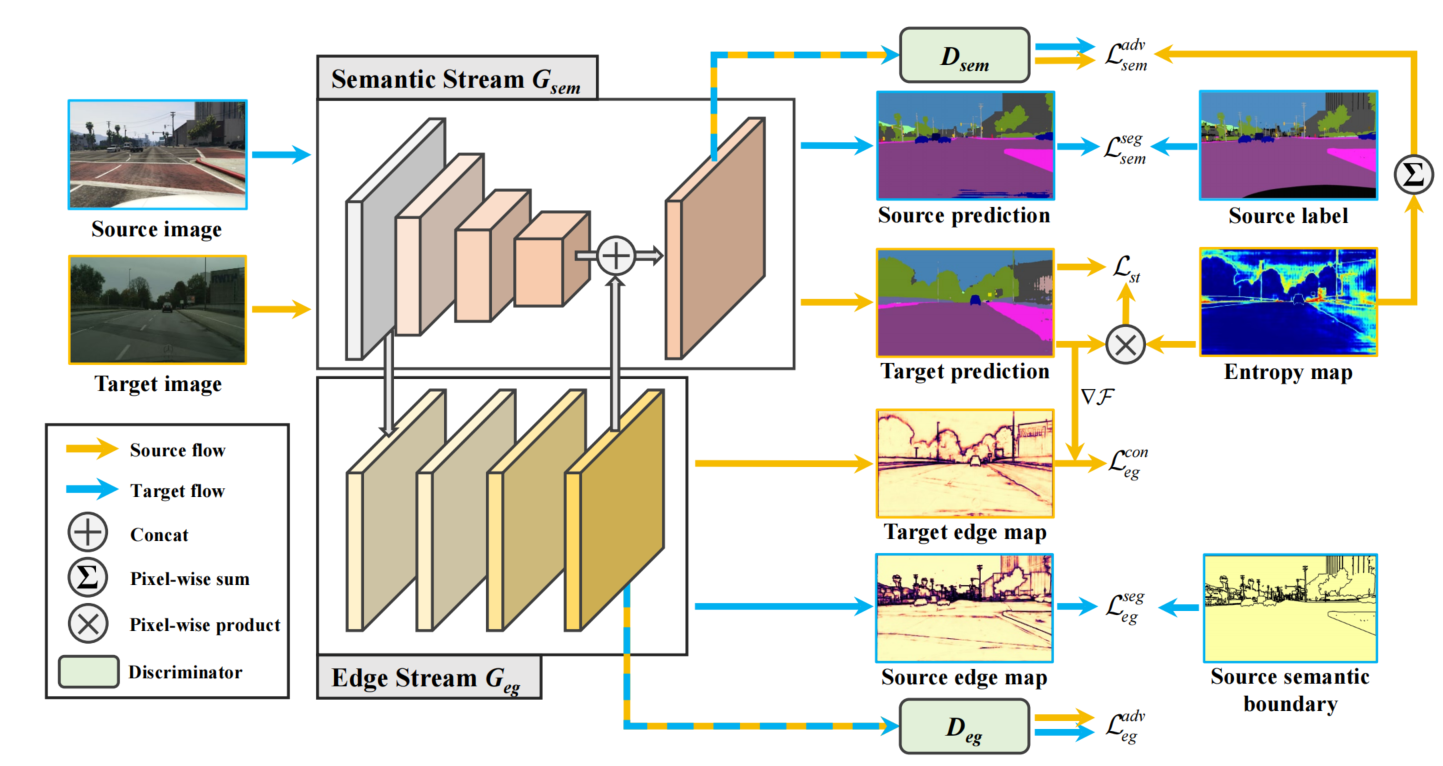 Semantic Stream G_sem
D_sem
ℒ_sem^adv
Source image
Source prediction
ℒ_sem^seg
Source label
Σ
Target image
Target prediction
ℒ_st
Entropy map
∇ℱ
Target edge map
ℒ_eg^con
Source edge map
ℒ_eg^seg
Source semantic
boundary
Edge Stream G_eg
D_eg
ℒ_eg^adv
Source flow
Target flow
Concat
Σ Pixel-wise sum
Pixel-wise product
Discriminator